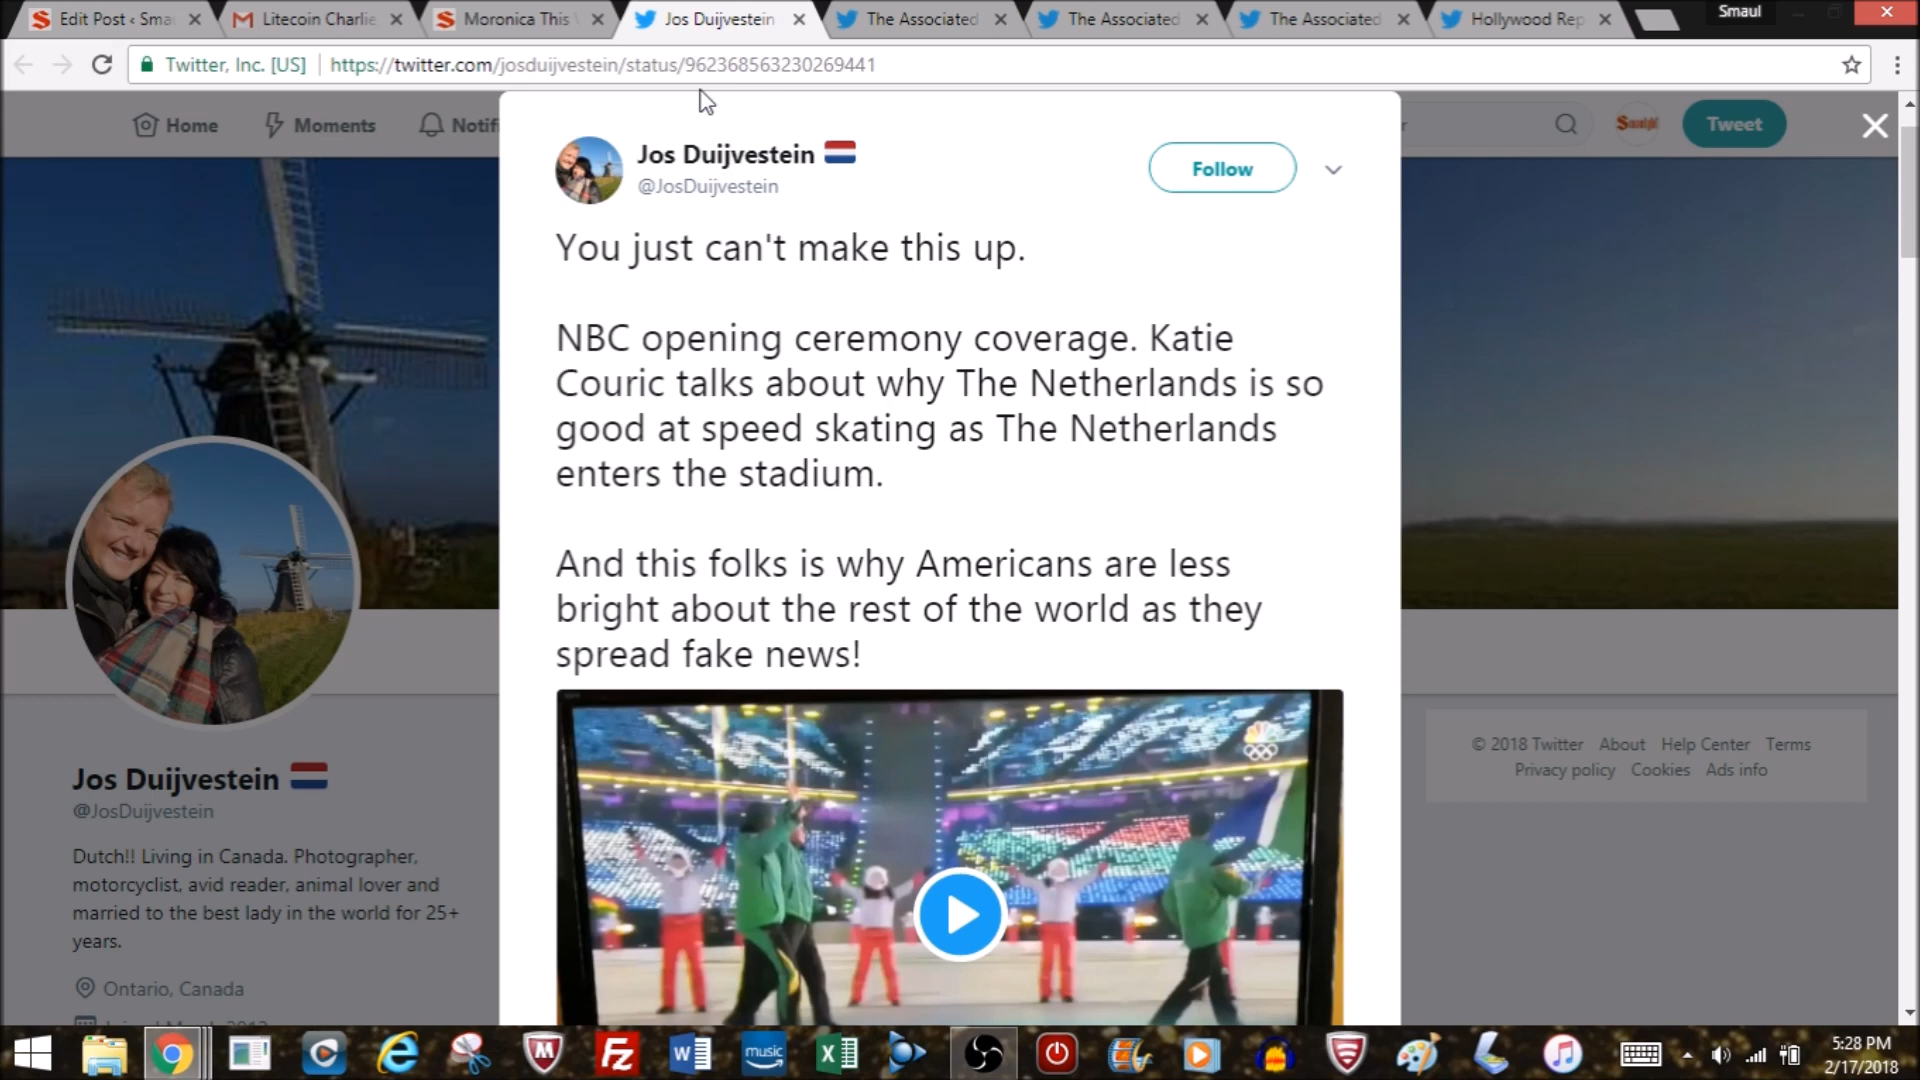 Edit Post ‹ Sma
Litecoin Charlie
Moronica This
Jos Duijvestein
The Associated
The Associated
The Associated
Hollywood Rep
Smaul
Twitter, Inc. [US]
https://twitter.com/josduijvestein/status/962368563230269441
Home
Moments
Notifi
Tweet
Jos Duijvestein
@JosDuijvestein
Follow
You just can't make this up.
NBC opening ceremony coverage. Katie
Couric talks about why The Netherlands is so
good at speed skating as The Netherlands
enters the stadium.
And this folks is why Americans are less
bright about the rest of the world as they
spread fake news!
Jos Duijvestein
@JosDuijvestein
Dutch!! Living in Canada. Photographer,
motorcyclist, avid reader, animal lover and
married to the best lady in the world for 25+
years.
Ontario, Canada
© 2018 Twitter About Help Center Terms
Privacy policy Cookies Ads info
music
5:28 PM
2/17/2018